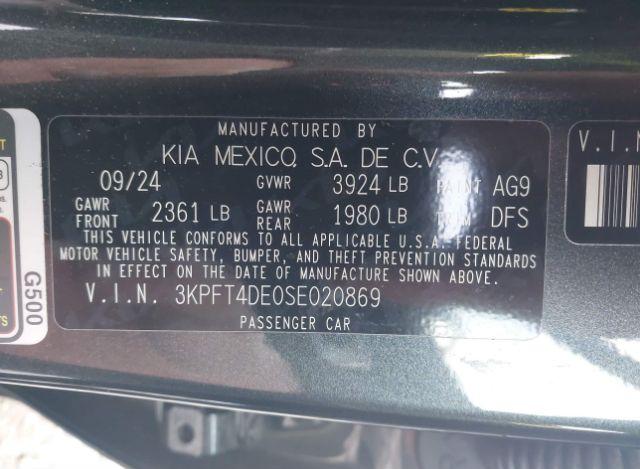 MANUFACTURED BY
KIA MEXICO, S.A. DE C.V.
09/24 GVWR 3924 LB PAINT AG9
GAWR FRONT 2361 LB GAWR REAR 1980 LB TRIM DFS
THIS VEHICLE CONFORMS TO ALL APPLICABLE U.S.A. FEDERAL
MOTOR VEHICLE SAFETY, BUMPER, AND THEFT PREVENTION STANDARDS
IN EFFECT ON THE DATE OF MANUFACTURE SHOWN ABOVE.
V.I.N. 3KPFT4DE0SE020869
PASSENGER CAR
G500
V.I.N